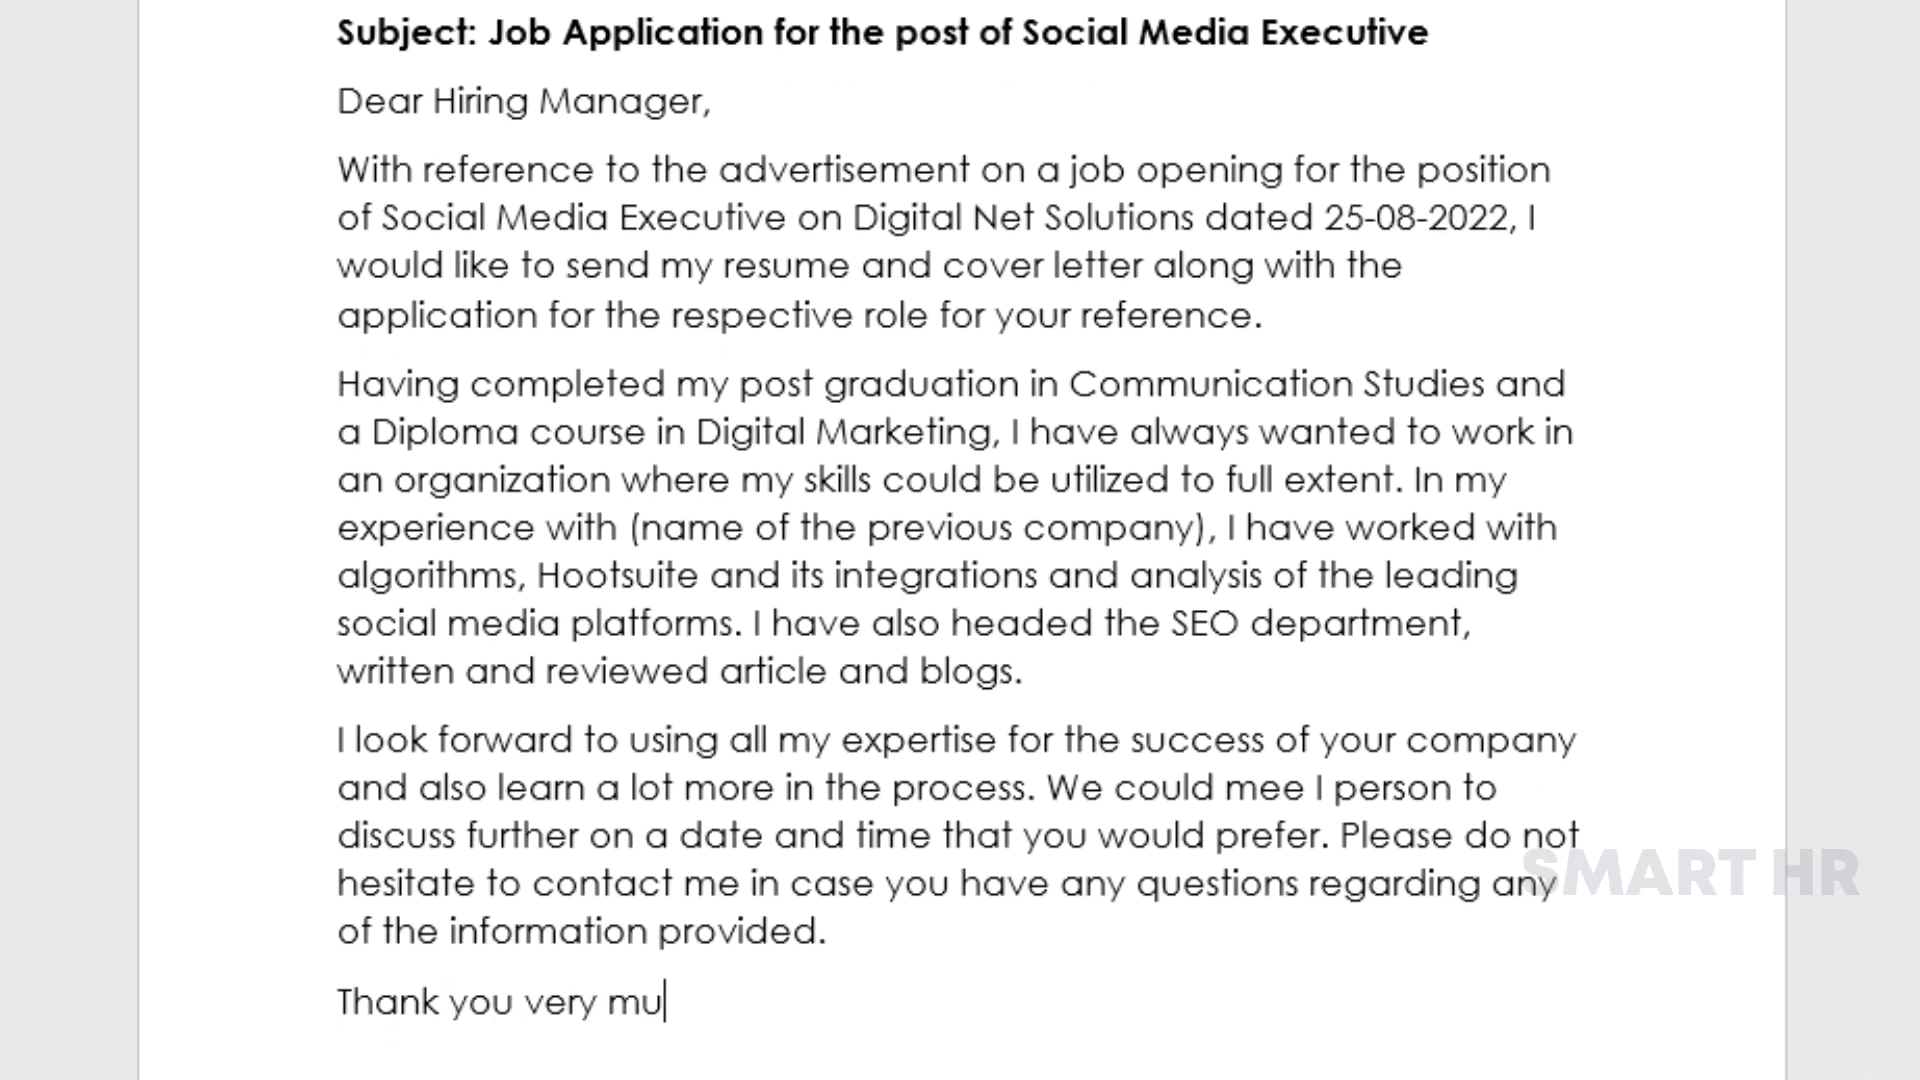 Subject: Job Application for the post of Social Media Executive
Dear Hiring Manager,
With reference to the advertisement on a job opening for the position
of Social Media Executive on Digital Net Solutions dated 25-08-2022, I
would like to send my resume and cover letter along with the
application for the respective role for your reference.
Having completed my post graduation in Communication Studies and
a Diploma course in Digital Marketing, I have always wanted to work in
an organization where my skills could be utilized to full extent. In my
experience with (name of the previous company), I have worked with
algorithms, Hootsuite and its integrations and analysis of the leading
social media platforms. I have also headed the SEO department,
written and reviewed article and blogs.
I look forward to using all my expertise for the success of your company
and also learn a lot more in the process. We could mee I person to
discuss further on a date and time that you would prefer. Please do not
hesitate to contact me in case you have any questions regarding any
of the information provided.
Thank you very mu
SMART HR